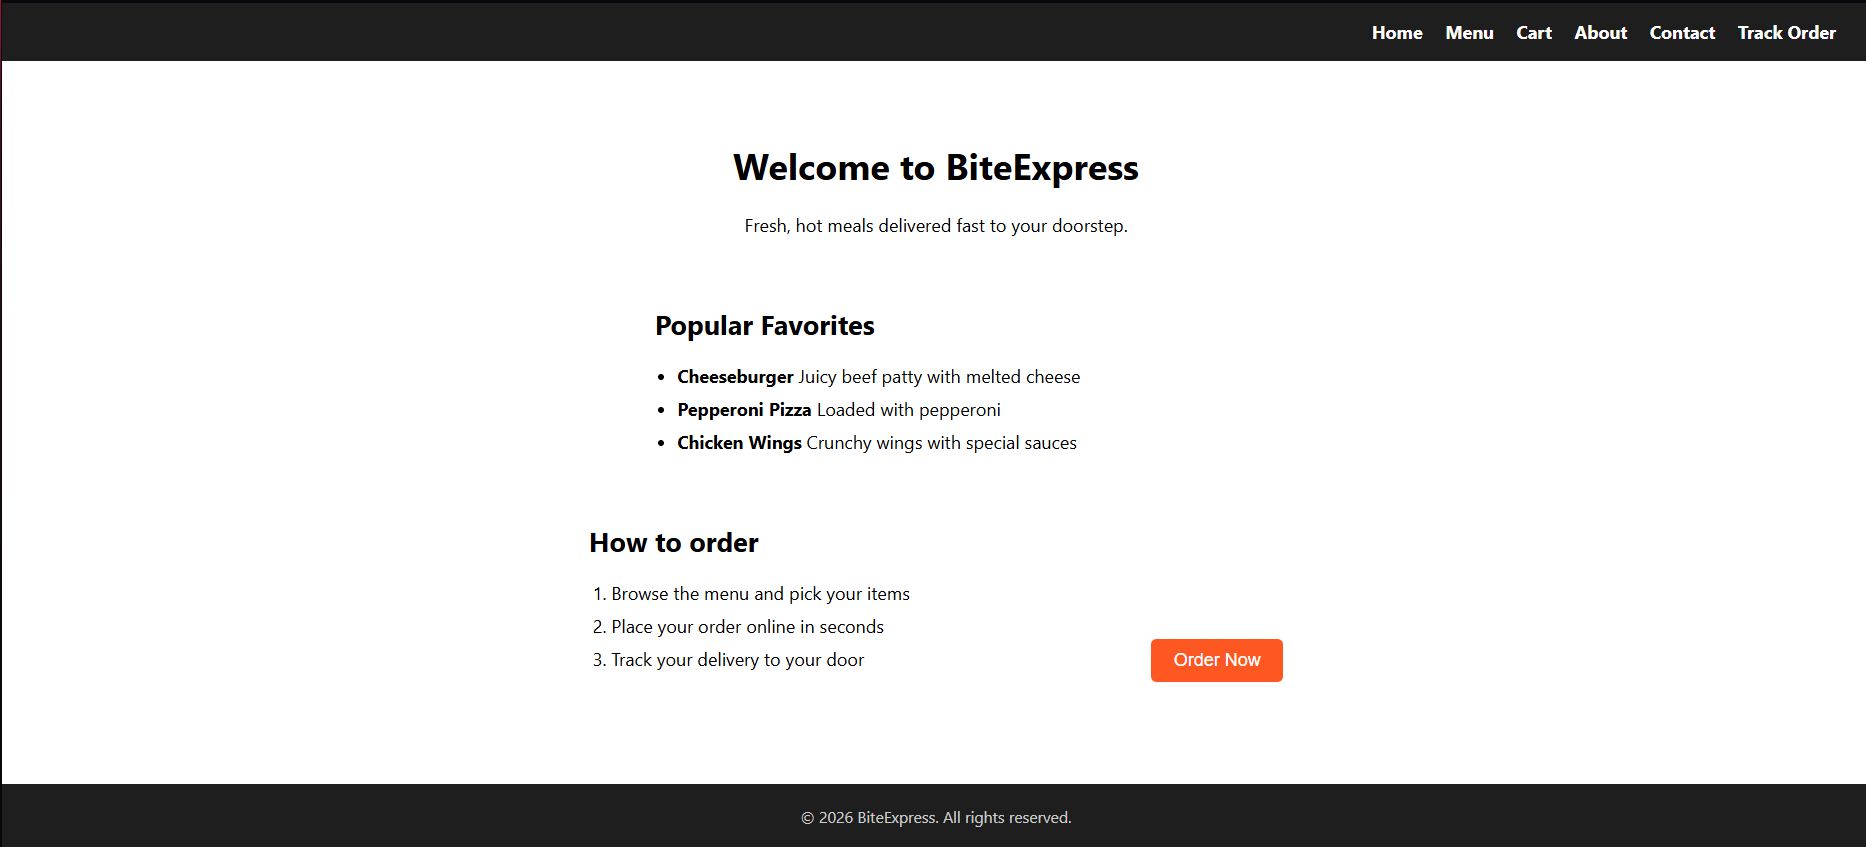 Home Menu Cart About Contact Track Order
Welcome to BiteExpress
Fresh, hot meals delivered fast to your doorstep.
Popular Favorites
• Cheeseburger Juicy beef patty with melted cheese
• Pepperoni Pizza Loaded with pepperoni
• Chicken Wings Crunchy wings with special sauces
How to order
1. Browse the menu and pick your items
2. Place your order online in seconds
3. Track your delivery to your door
Order Now
© 2026 BiteExpress. All rights reserved.